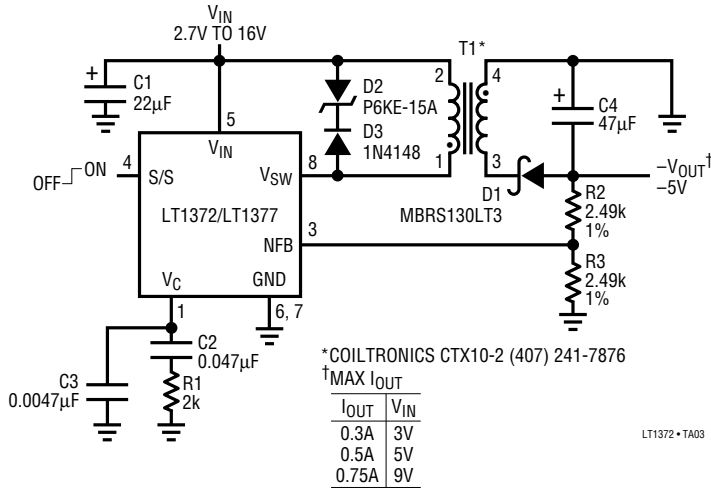 VIN
2.7V TO 16V
T1*
+
C1
22µF
D2
P6KE-15A
D3
1N4148
2
4
1
3
+
C4
47µF
5
VIN
4
OFF
ON
S/S
VSW
8
LT1372/LT1377
NFB
3
VC
GND
1
6, 7
D1
MBRS130LT3
–VOUT†
–5V
R2
2.49k
1%
R3
2.49k
1%
C2
0.047µF
C3
0.0047µF
R1
2k
*COILTRONICS CTX10-2 (407) 241-7876
†MAX IOUT
IOUT VIN
0.3A 3V
0.5A 5V
0.75A 9V
LT1372 • TA03